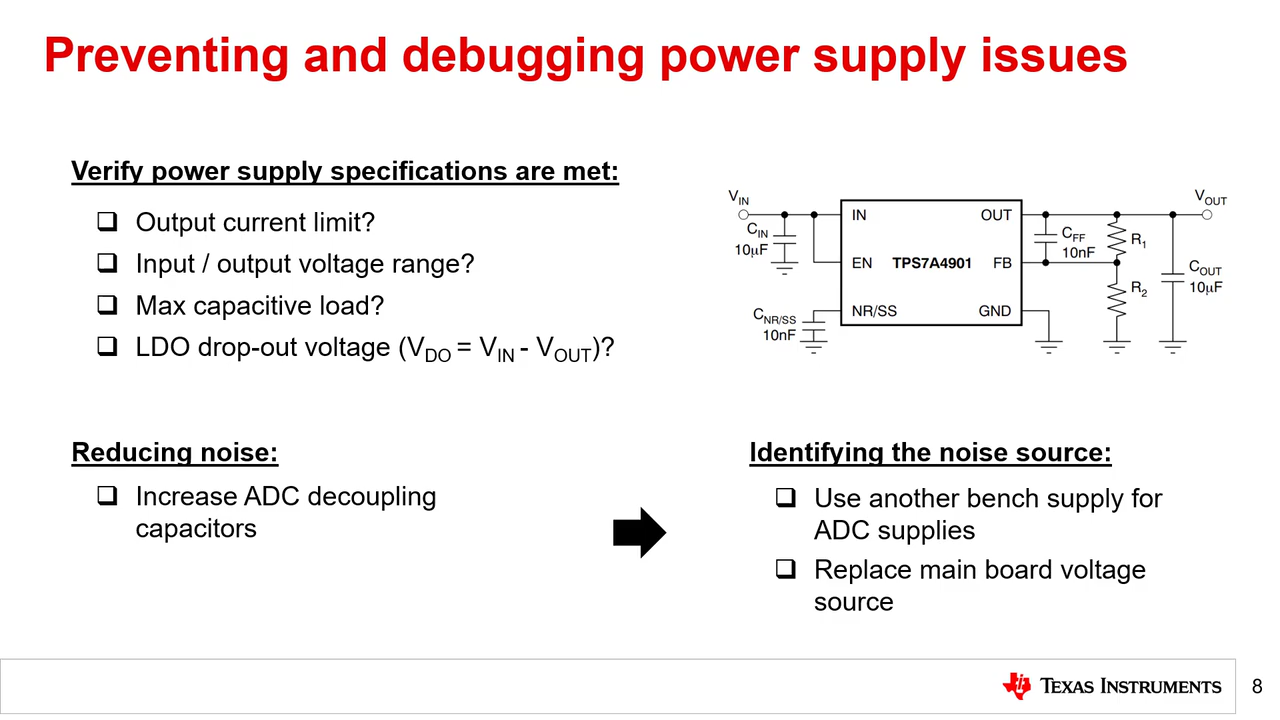 Preventing and debugging power supply issues
Verify power supply specifications are met:
❑ Output current limit?
❑ Input / output voltage range?
❑ Max capacitive load?
❑ LDO drop-out voltage (VDO = VIN - VOUT)?
VIN
CIN
10µF
IN
EN
NR/SS
TPS7A4901
OUT
FB
GND
CNR/SS
10nF
CFF
10nF
R1
R2
VOUT
COUT
10µF
Reducing noise:
❑ Increase ADC decoupling
capacitors
Identifying the noise source:
❑ Use another bench supply for
ADC supplies
❑ Replace main board voltage
source
TEXAS INSTRUMENTS
8